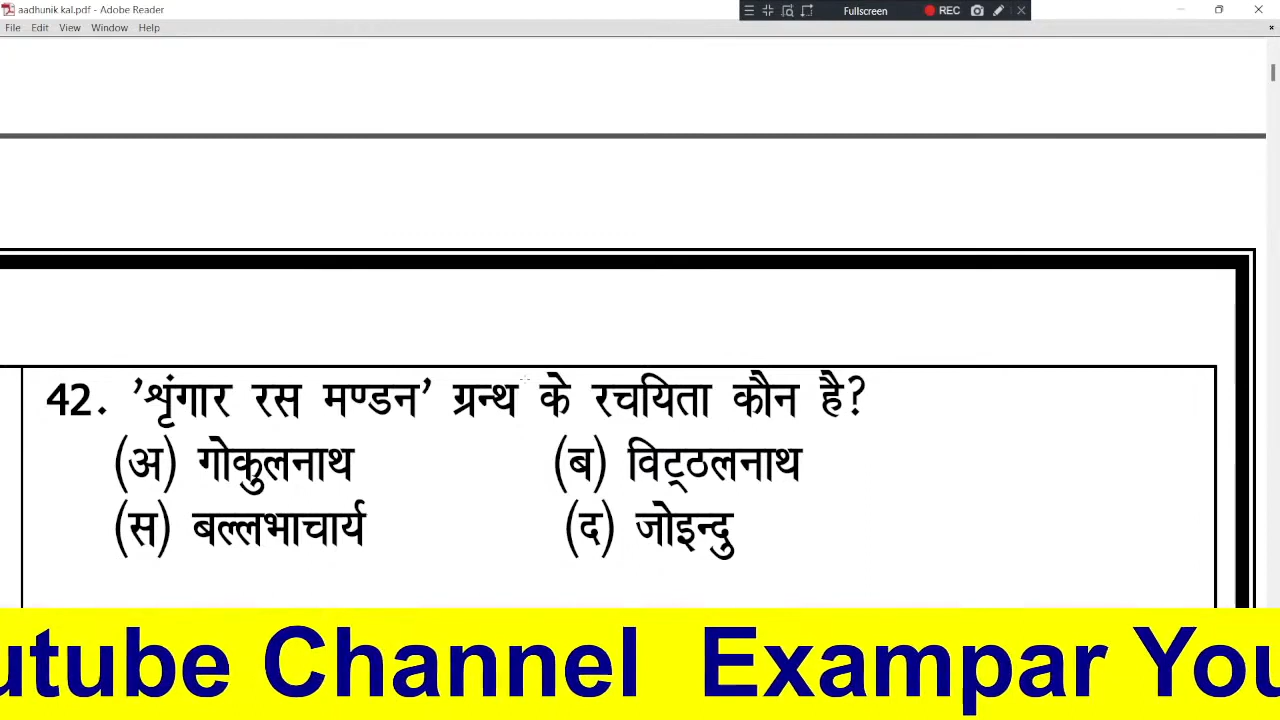 aadhunik kal.pdf - Adobe Reader
Fullscreen REC
File Edit View Window Help
42. 'शृंगार रस मण्डन' ग्रन्थ के रचयिता कौन है?
(अ) गोकुलनाथ (ब) विट्ठलनाथ
(स) बल्लभाचार्य (द) जोइन्दु
utube Channel Exampar You